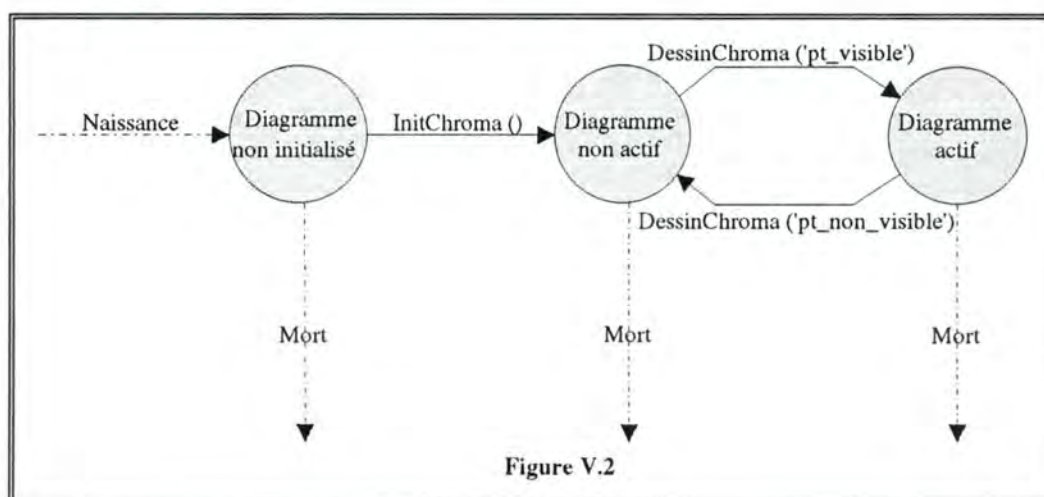 DessinChroma ('pt_visible')
Naissance
Diagramme
non initialisé
InitChroma ()
Diagramme
non actif
Diagramme
actif
DessinChroma ('pt_non_visible')
Mort
Mort
Mort
Figure V.2